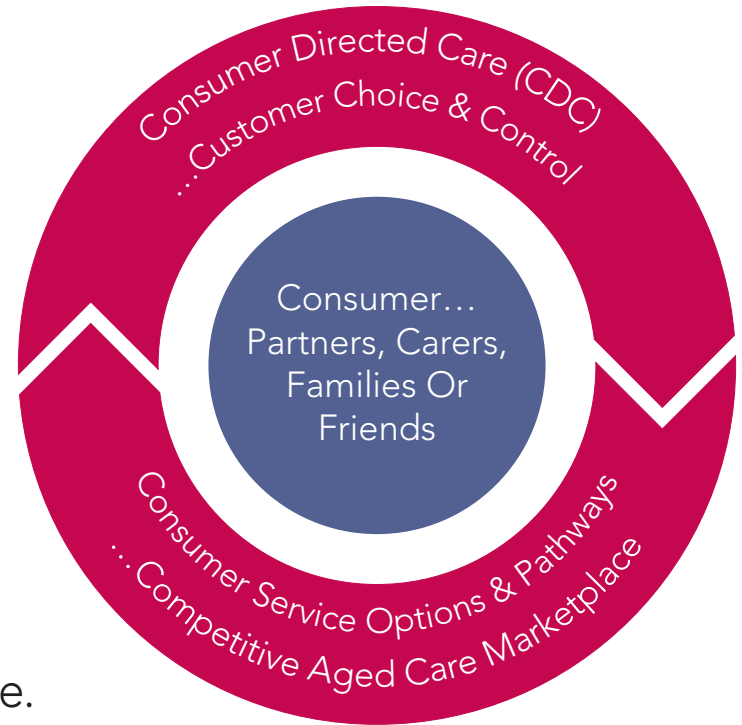 Consumer Directed Care (CDC)
...Customer Choice & Control
Consumer...
Partners, Carers,
Families Or
Friends
Consumer Service Options & Pathways
...Competitive Aged Care Marketplace
e.